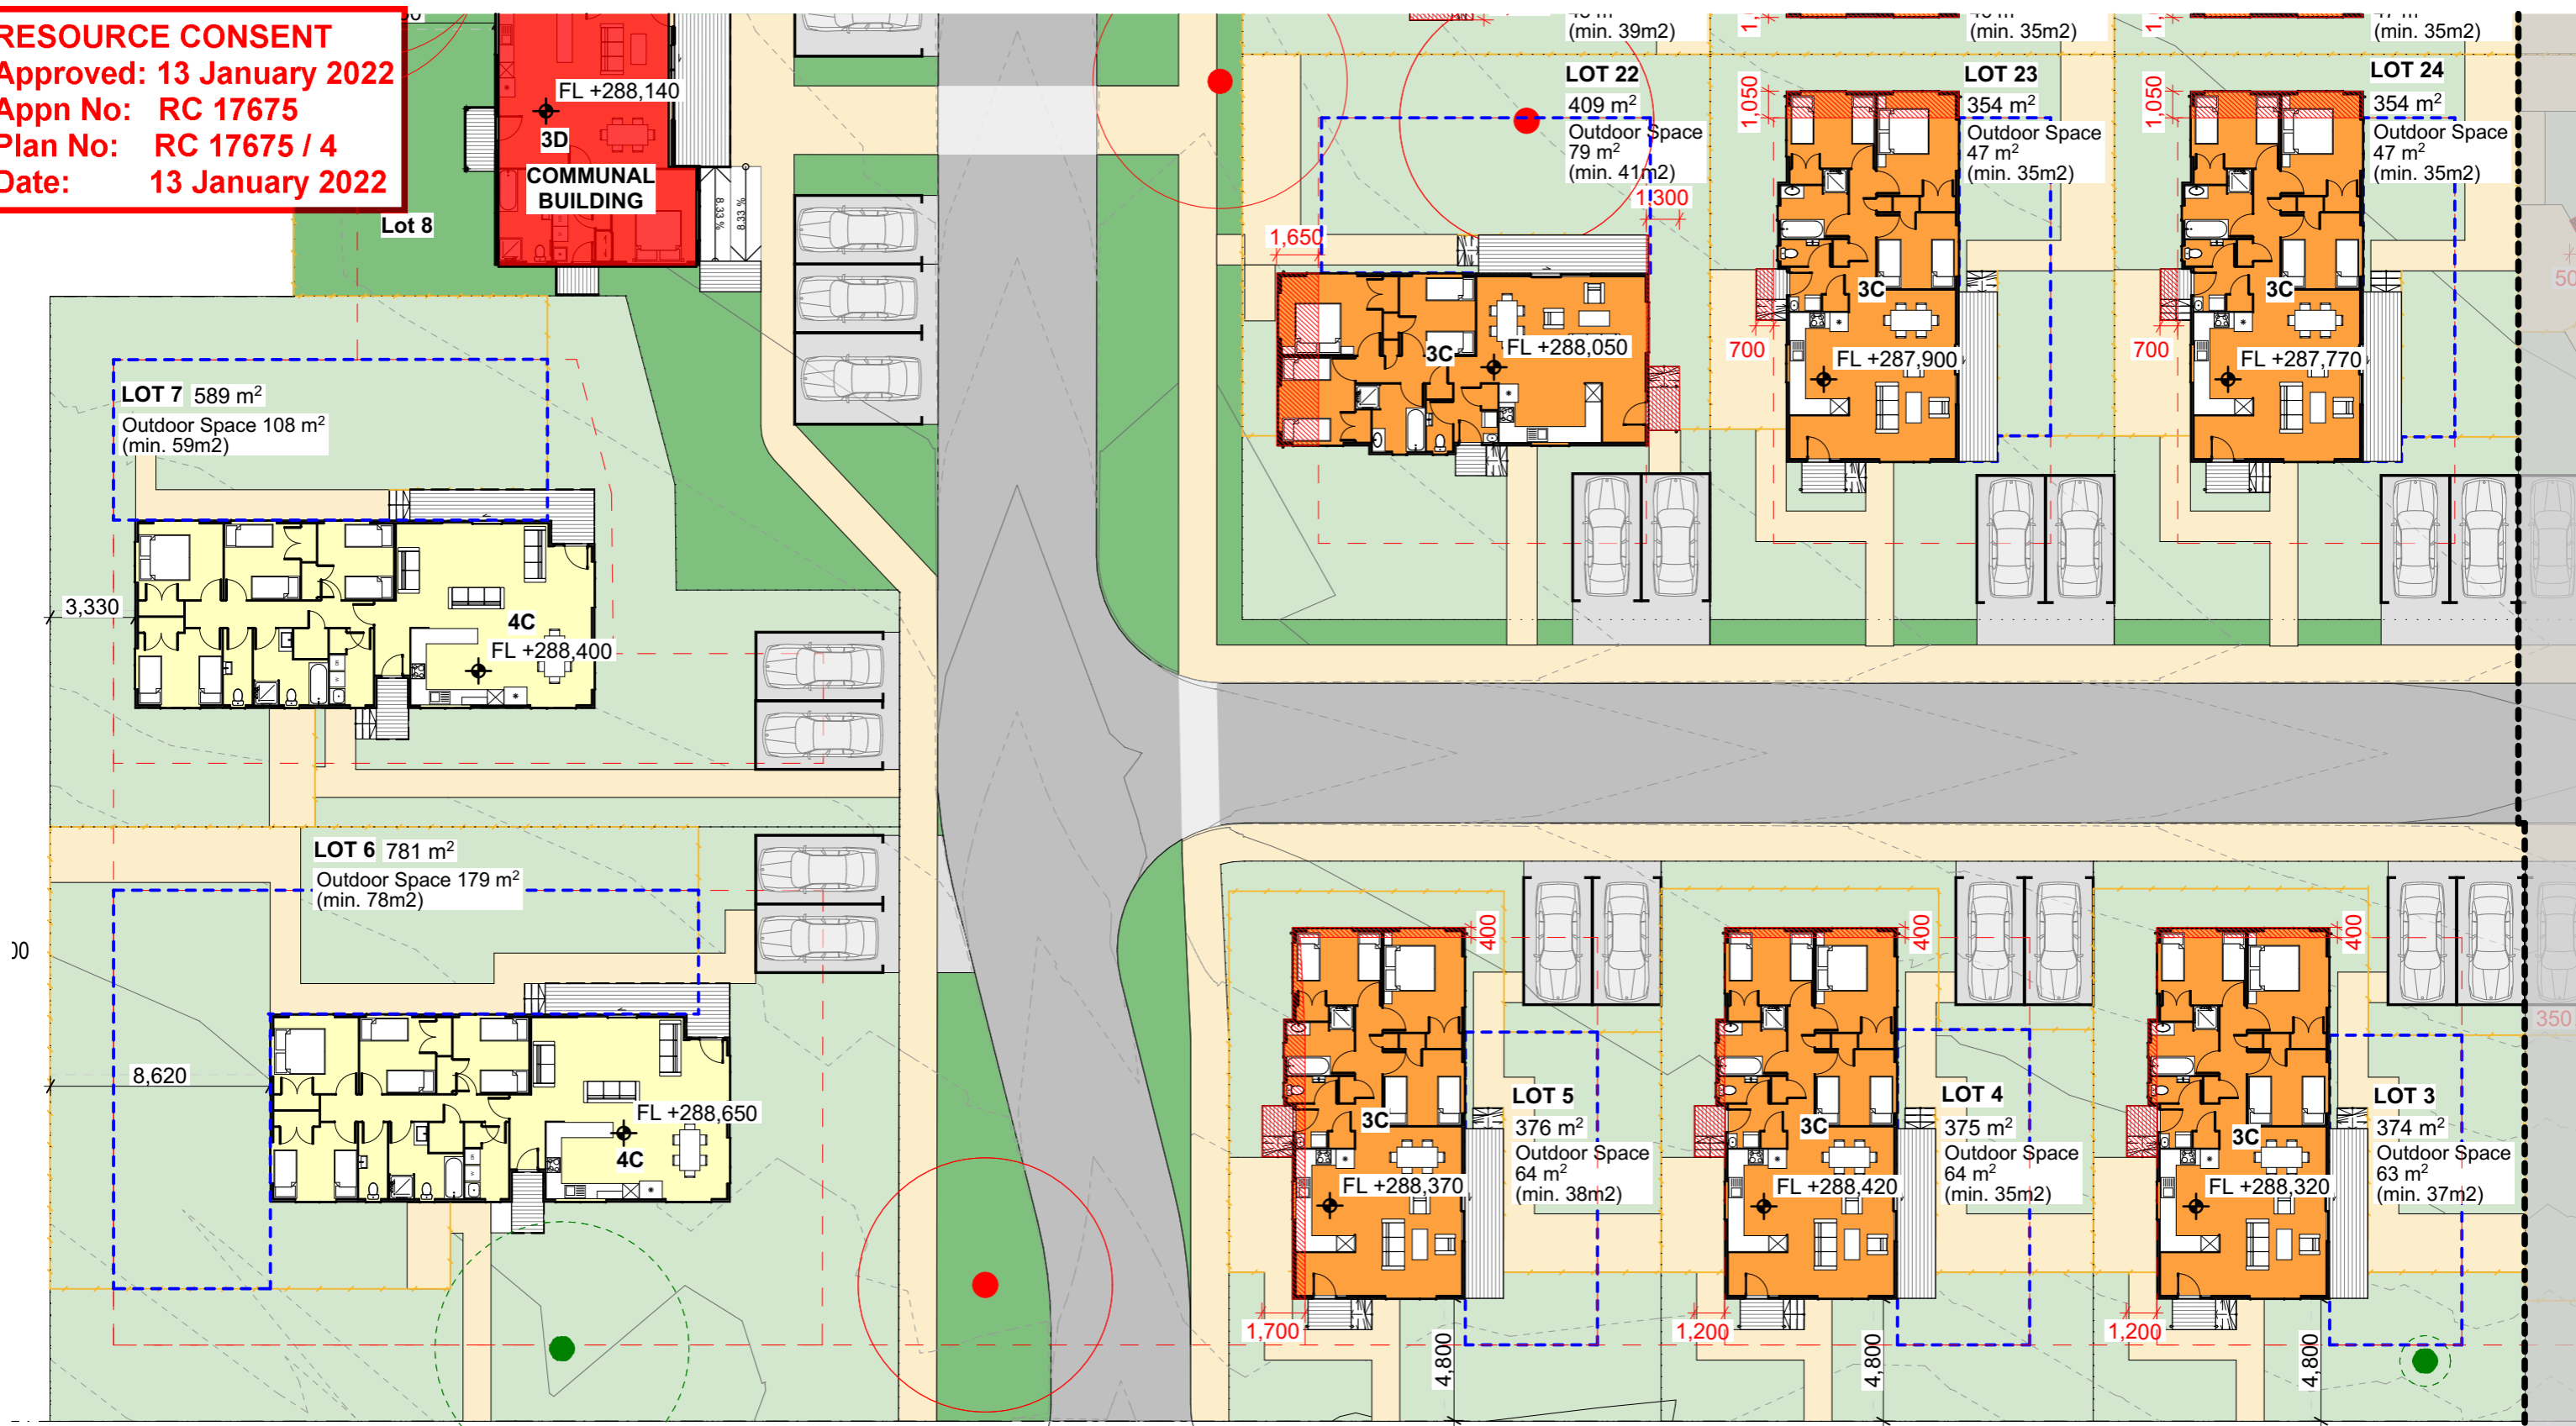 RESOURCE CONSENT
Approved: 13 January 2022
Appn No: RC 17675
Plan No: RC 17675 / 4
Date: 13 January 2022
FL +288,140
3D
COMMUNAL
BUILDING
Lot 8
8.33 %
8.33 %
(min. 39m2)
(min. 35m2)
(min. 35m2)
LOT 22
409 m²
Outdoor Space
79 m²
(min. 41m2)
1,300
1,650
3C
FL +288,050
LOT 23
354 m²
Outdoor Space
47 m²
(min. 35m2)
1,050
3C
700
FL +287,900
LOT 24
354 m²
Outdoor Space
47 m²
(min. 35m2)
1,050
3C
700
FL +287,770
LOT 7 589 m²
Outdoor Space 108 m²
(min. 59m2)
3,330
4C
FL +288,400
LOT 6 781 m²
Outdoor Space 179 m²
(min. 78m2)
8,620
FL +288,650
4C
400
LOT 5
376 m²
Outdoor Space
64 m²
(min. 38m2)
3C
FL +288,370
1,700
4,800
400
LOT 4
375 m²
Outdoor Space
64 m²
(min. 35m2)
3C
FL +288,420
1,200
4,800
400
350
LOT 3
374 m²
Outdoor Space
63 m²
(min. 37m2)
3C
FL +288,320
1,200
4,800